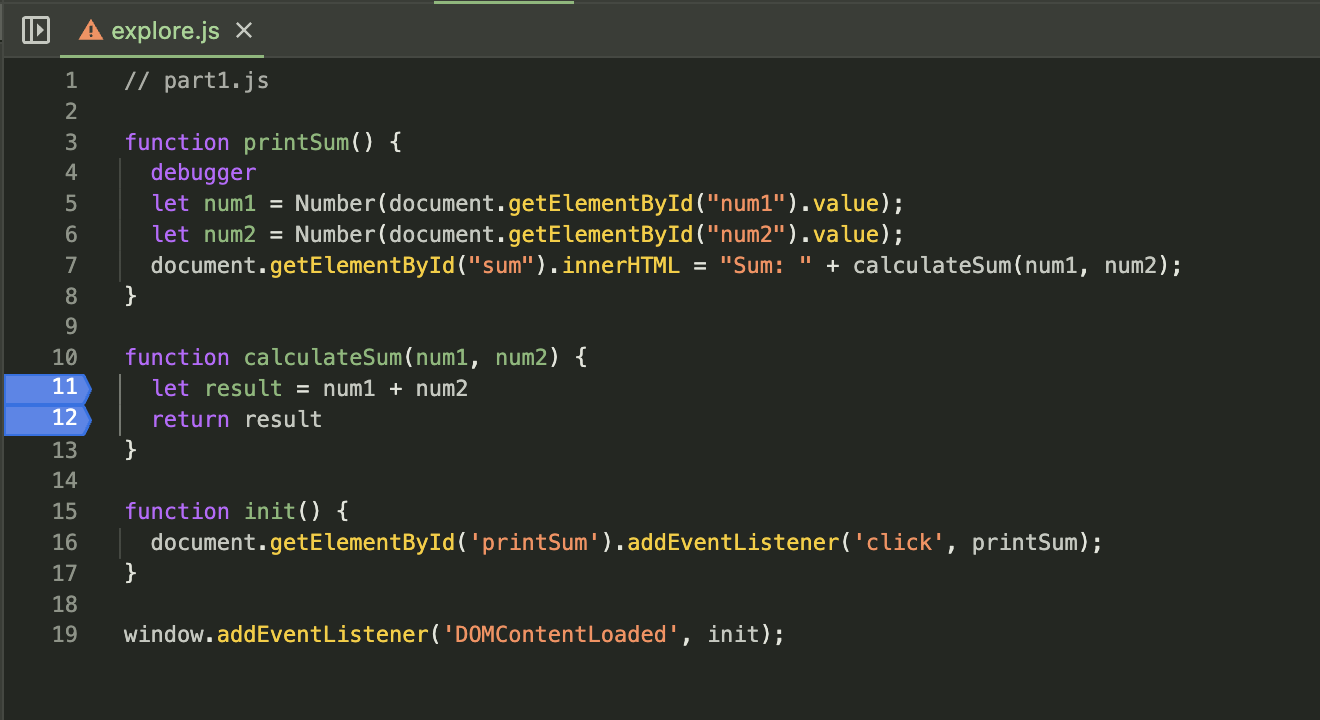 explore.js
1 // part1.js
2
3 function printSum() {
4   debugger
5   let num1 = Number(document.getElementById("num1").value);
6   let num2 = Number(document.getElementById("num2").value);
7   document.getElementById("sum").innerHTML = "Sum: " + calculateSum(num1, num2);
8 }
9
10 function calculateSum(num1, num2) {
11   let result = num1 + num2
12   return result
13 }
14
15 function init() {
16   document.getElementById('printSum').addEventListener('click', printSum);
17 }
18
19 window.addEventListener('DOMContentLoaded', init);